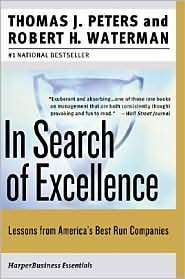 THOMAS J. PETERS and
ROBERT H. WATERMAN
#1 NATIONAL BESTSELLER
"Exuberant and absorbing...one of those rare books
on management that are both consistently thought
provoking and fun to read." —Wall Street Journal
In Search
of Excellence
Lessons from America's Best Run Companies
HarperBusiness Essentials